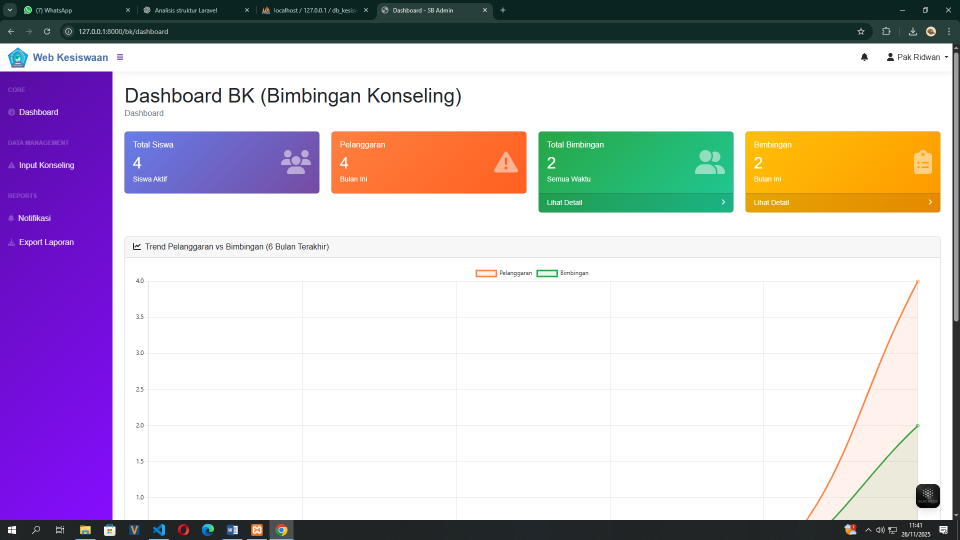 (7) WhatsApp
Analisis struktur Laravel
localhost / 127.0.0.1 / db_kesis
Dashboard - SB Admin
127.0.0.1:8000/bk/dashboard
Web Kesiswaan
Pak Ridwan
CORE
Dashboard
DATA MANAGEMENT
Input Konseling
REPORTS
Notifikasi
Export Laporan
Dashboard BK (Bimbingan Konseling)
Dashboard
Total Siswa
4
Siswa Aktif
Pelanggaran
4
Bulan Ini
Total Bimbingan
2
Semua Waktu
Lihat Detail
Bimbingan
2
Bulan Ini
Lihat Detail
Trend Pelanggaran vs Bimbingan (6 Bulan Terakhir)
Pelanggaran
Bimbingan
4.0
3.5
3.0
2.5
2.0
1.5
1.0
11:41
26/11/2025